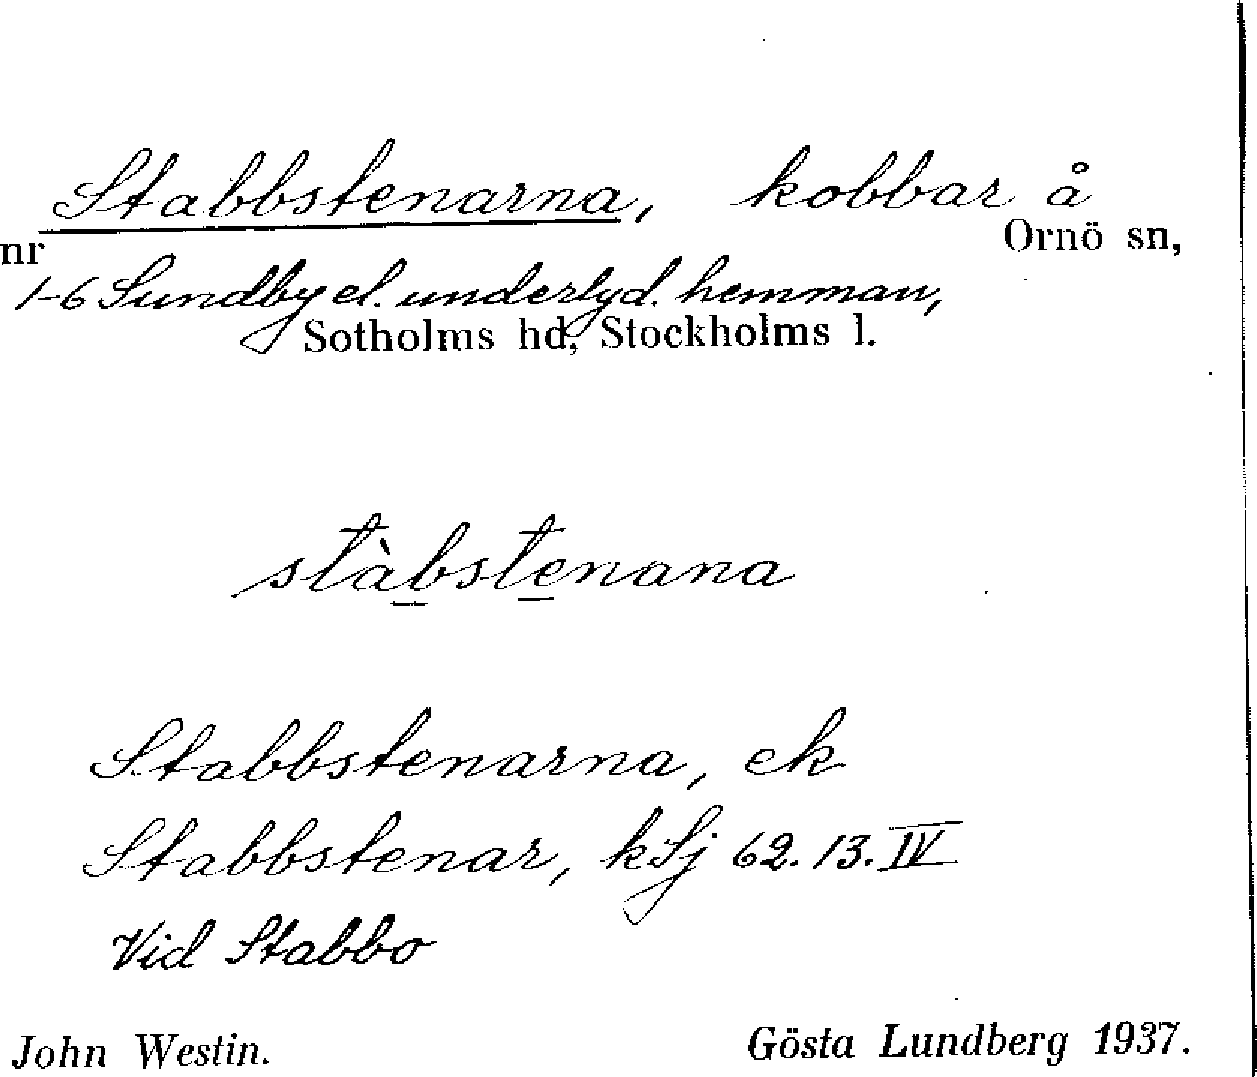 Stabbstenarna, kobbar å
nr Ornö sn,
1-6 Sundby el. underlyd. hemman,
Sotholms hd, Stockholms l.
stàbstenana
Stabbstenarna, ek
Stabbstenar, kSj 62. 13. IV
Vid Stabbo
John Westin. Gösta Lundberg 1937.